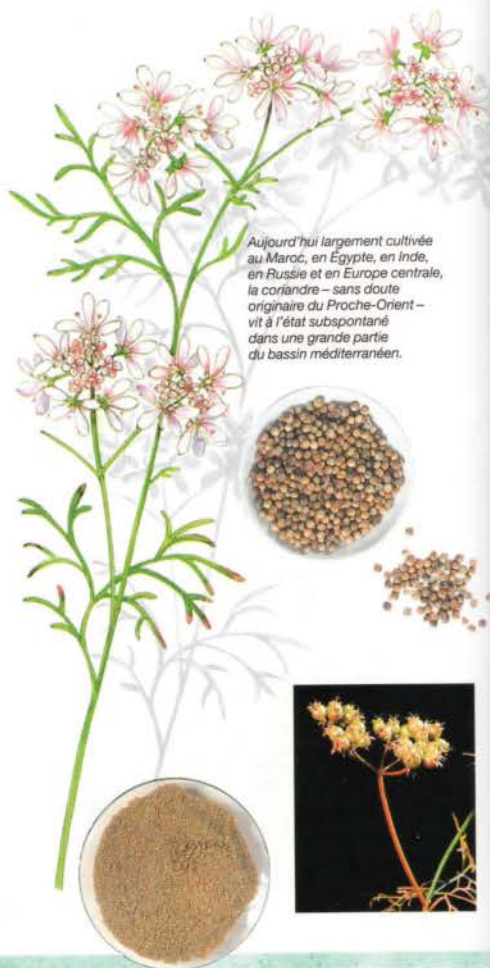 Aujourd'hui largement cultivée
au Maroc, en Égypte, en Inde,
en Russie et en Europe centrale,
la coriandre – sans doute
originaire du Proche-Orient –
vit à l'état subspontané
dans une grande partie
du bassin méditerranéen.